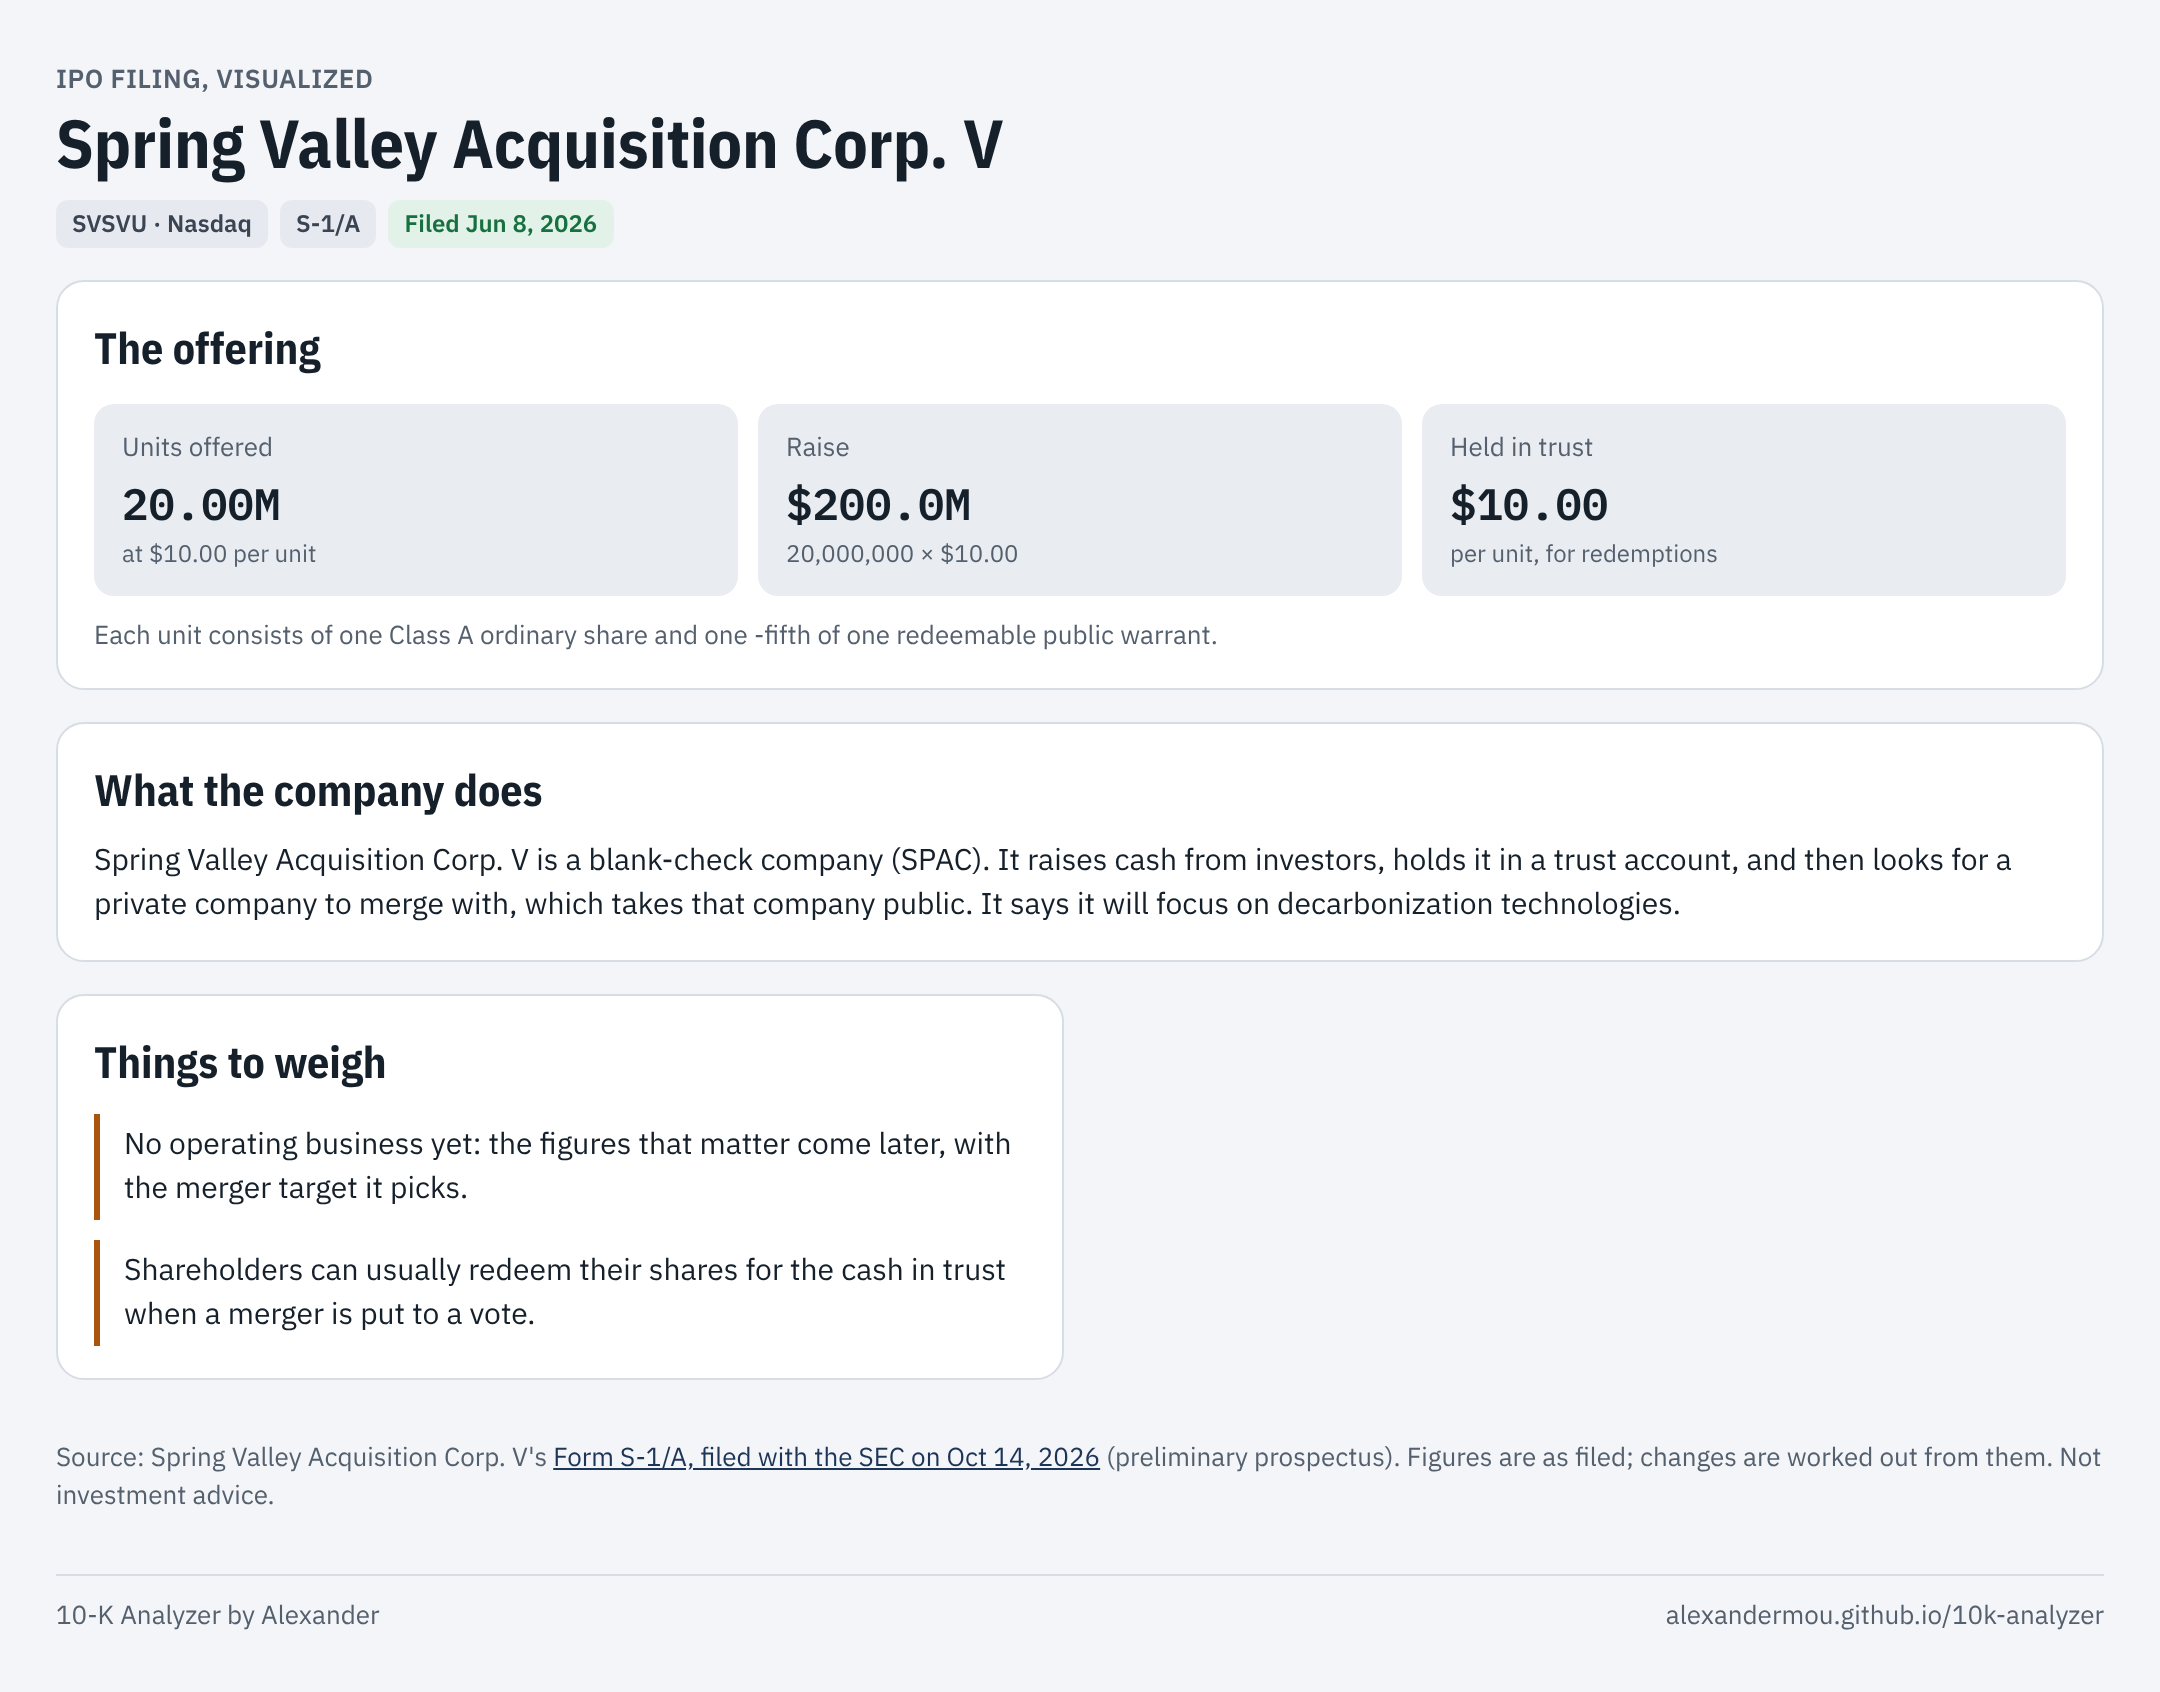 IPO FILING, VISUALIZED
Spring Valley Acquisition Corp. V
SVSVU · Nasdaq S-1/A Filed Jun 8, 2026
The offering
Units offered
20.00M
at $10.00 per unit
Raise
$200.0M
20,000,000 × $10.00
Held in trust
$10.00
per unit, for redemptions
Each unit consists of one Class A ordinary share and one -fifth of one redeemable public warrant.
What the company does
Spring Valley Acquisition Corp. V is a blank-check company (SPAC). It raises cash from investors, holds it in a trust account, and then looks for a
private company to merge with, which takes that company public. It says it will focus on decarbonization technologies.
Things to weigh
No operating business yet: the figures that matter come later, with
the merger target it picks.
Shareholders can usually redeem their shares for the cash in trust
when a merger is put to a vote.
Source: Spring Valley Acquisition Corp. V's Form S-1/A, filed with the SEC on Oct 14, 2026 (preliminary prospectus). Figures are as filed; changes are worked out from them. Not
investment advice.
10-K Analyzer by Alexander
alexandermou.github.io/10k-analyzer